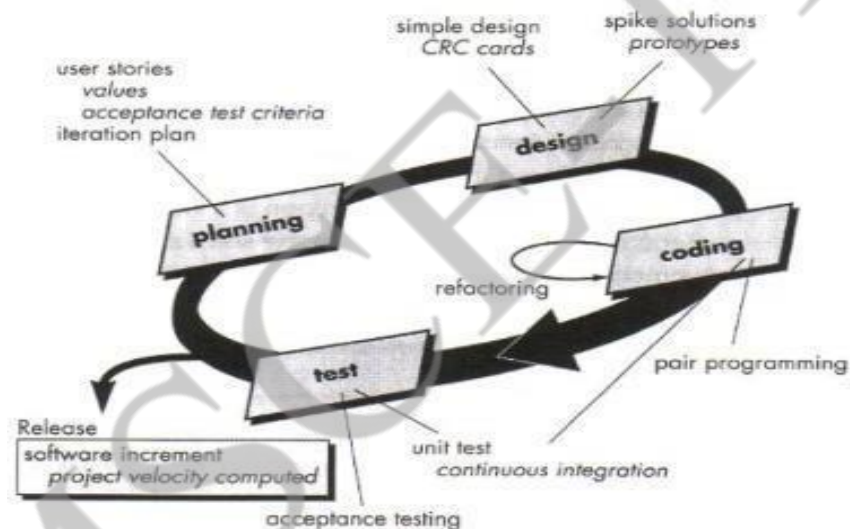 simple design
CRC cards
spike solutions
prototypes
user stories
values
acceptance test criteria
iteration plan
design
planning
coding
refactoring
test
pair programming
Release
software increment
project velocity computed
unit test
continuous integration
acceptance testing